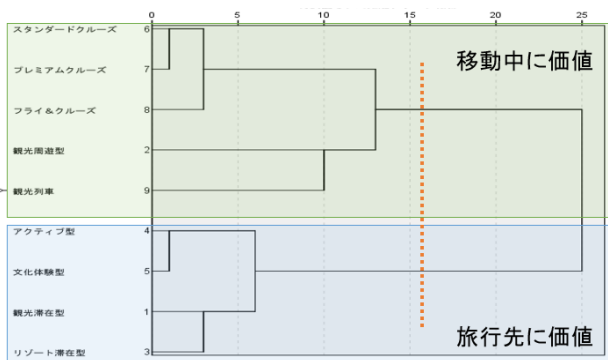 0 5 10 15 20 25
スタンダードクルーズ 6
移動中に価値
プレミアムクルーズ 7
フライ&クルーズ 8
観光周遊型 2
観光列車 9
アクティブ型 4
文化体験型 5
観光滞在型 1
旅行先に価値
リゾート滞在型 3